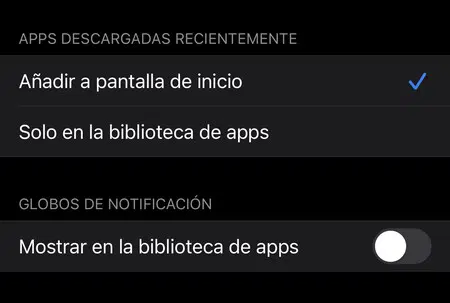 APPS DESCARGADAS RECIENTEMENTE
Añadir a pantalla de inicio
Solo en la biblioteca de apps
GLOBOS DE NOTIFICACIÓN
Mostrar en la biblioteca de apps